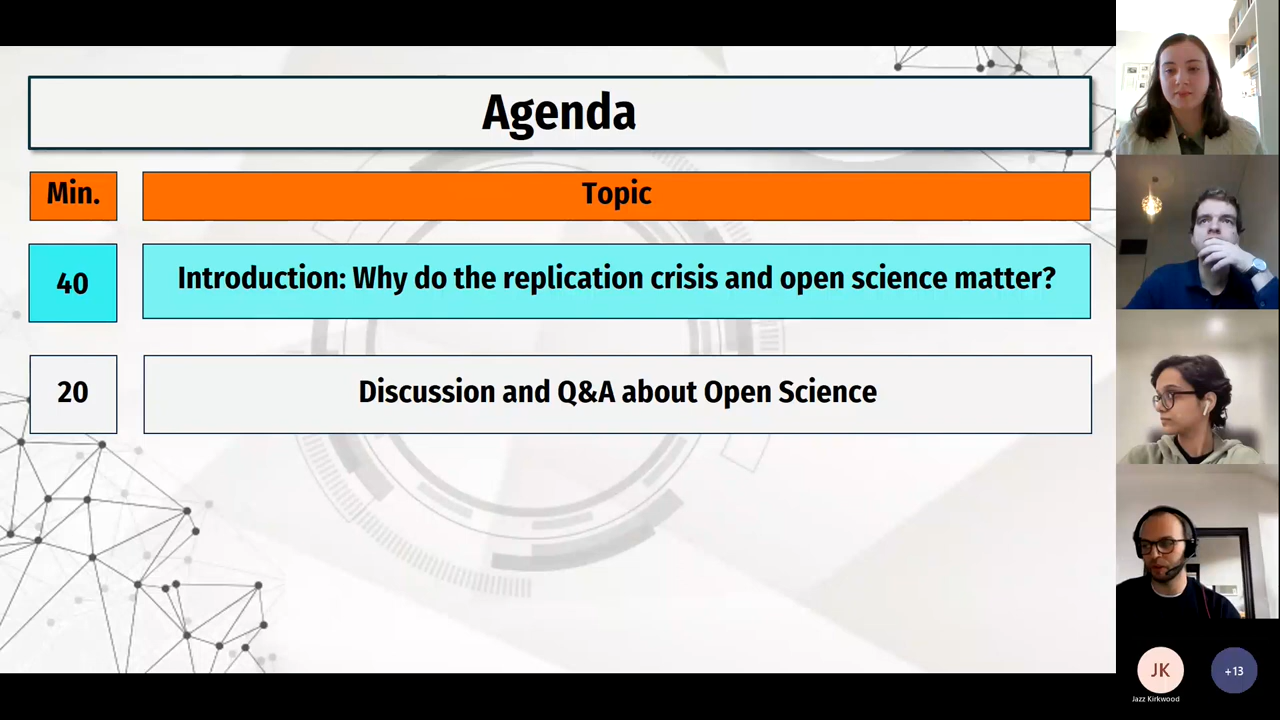 Agenda
Min.
Topic
40
Introduction: Why do the replication crisis and open science matter?
20
Discussion and Q&A about Open Science
JK
+13
Jazz Kirkwood